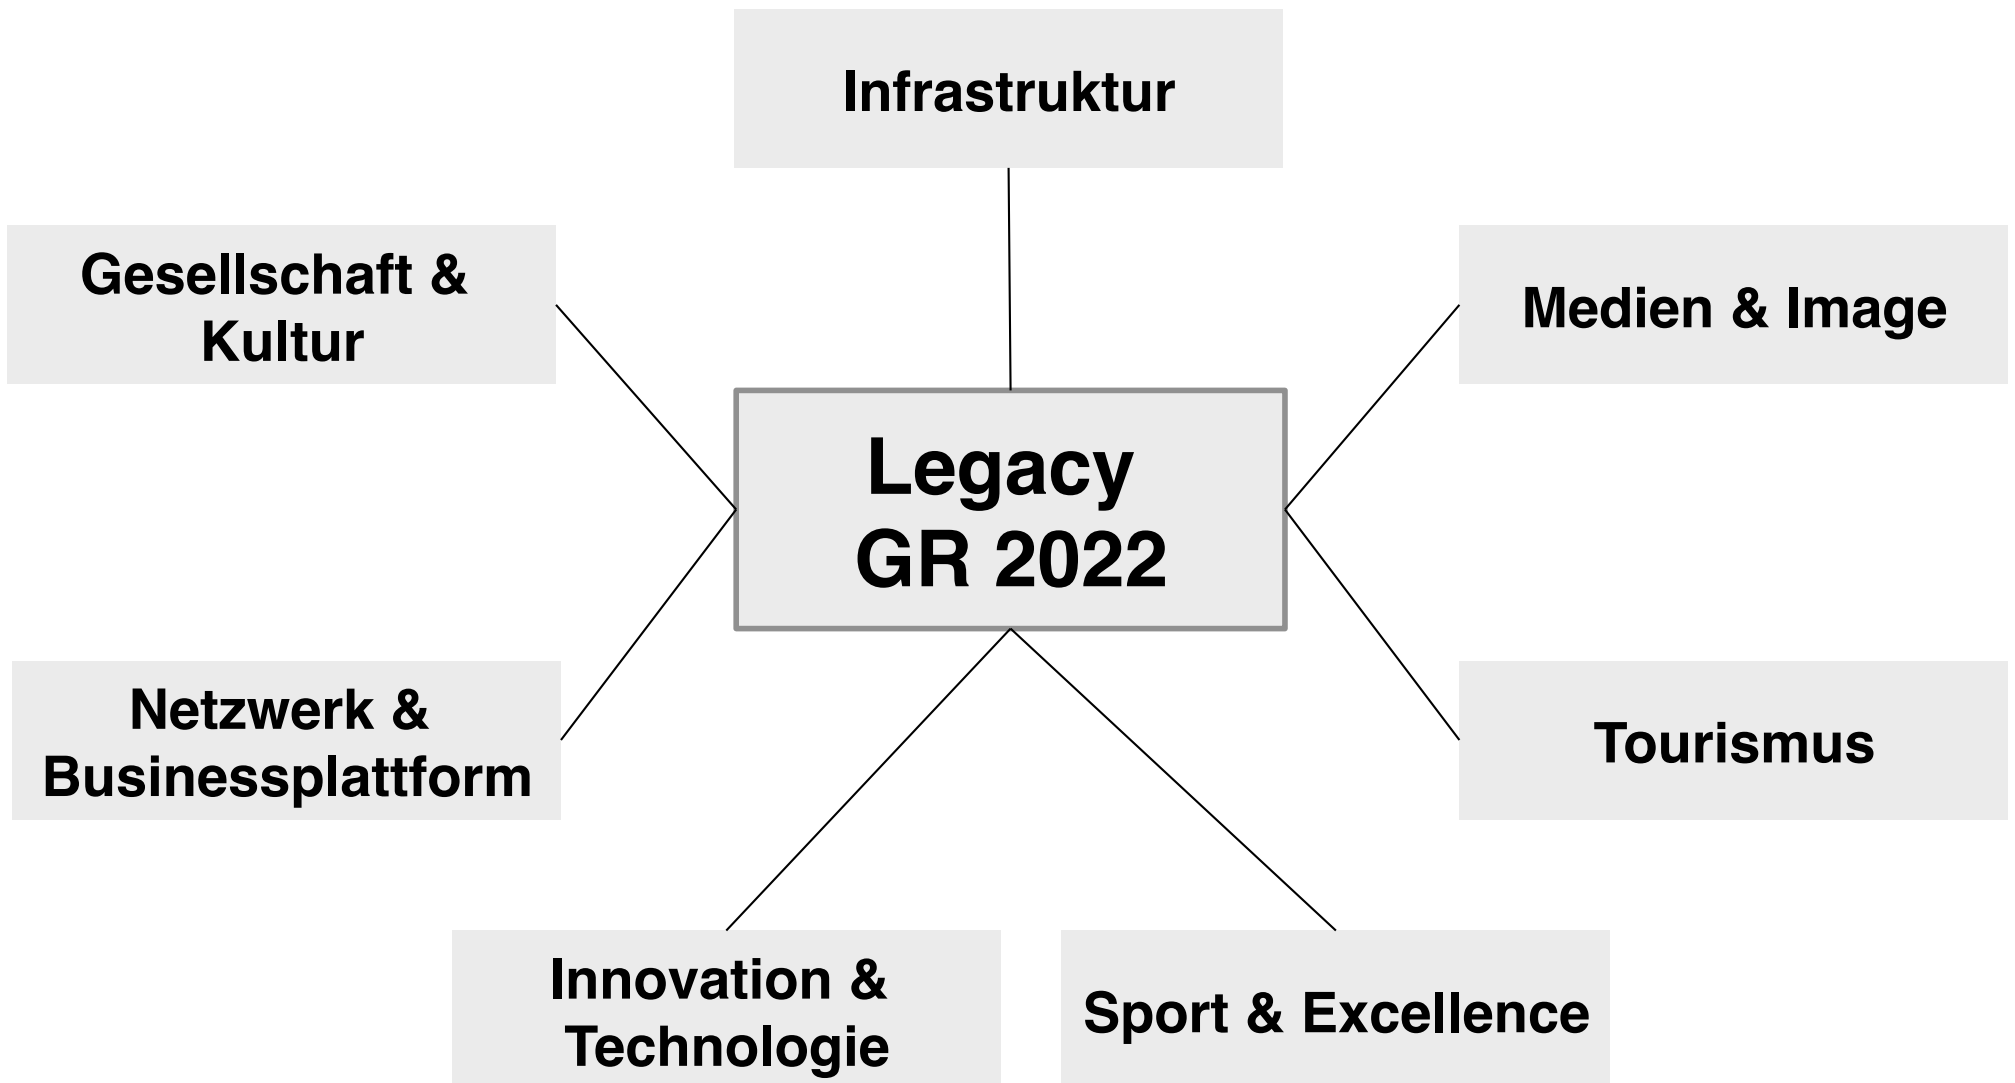 Infrastruktur
Gesellschaft &
Kultur
Medien & Image
Legacy
GR 2022
Netzwerk &
Businessplattform
Tourismus
Innovation &
Technologie
Sport & Excellence